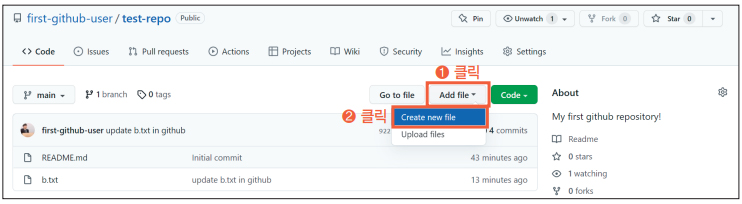 first-github-user / test-repo Public
Pin
Unwatch 1
Fork 0
Star 0
Code
Issues
Pull requests
Actions
Projects
Wiki
Security
Insights
Settings
❶ 클릭
main
1 branch
0 tags
Go to file
Add file
Code
About
❷ 클릭
Create new file
Upload files
My first github repository!
first-github-user update b.txt in github
922
4 commits
Readme
README.md
Initial commit
43 minutes ago
0 stars
1 watching
b.txt
update b.txt in github
13 minutes ago
0 forks